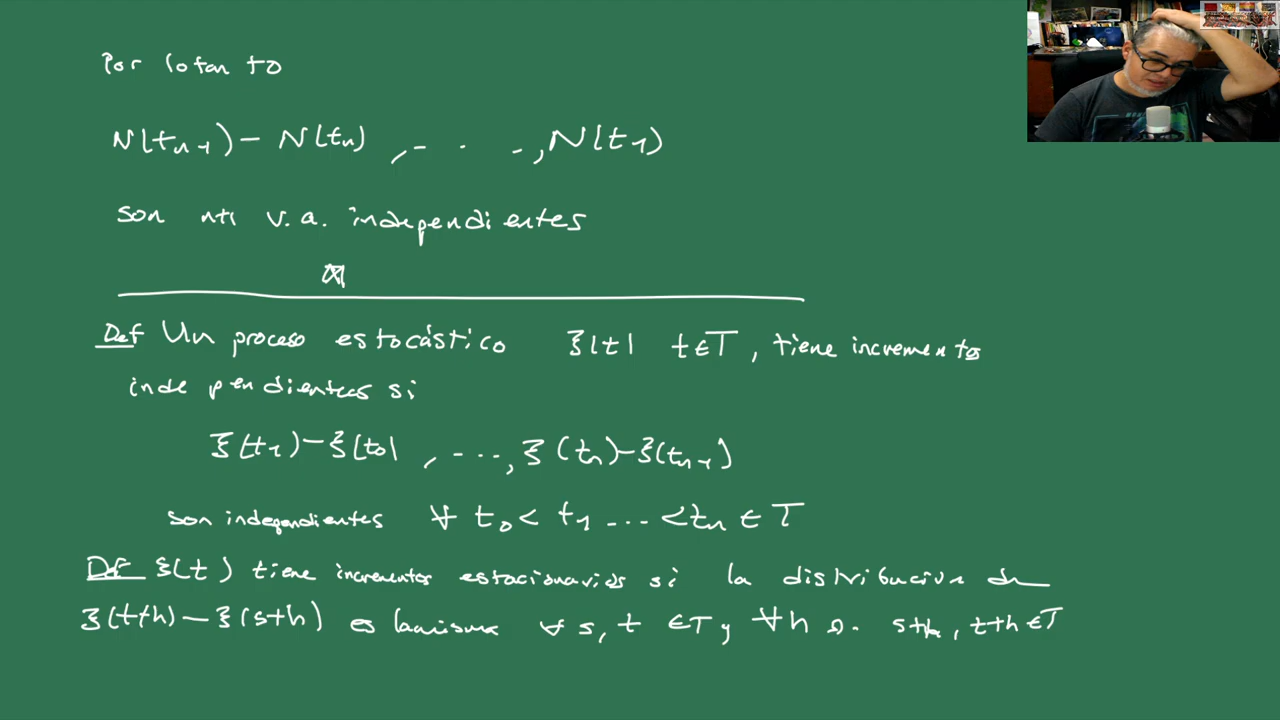 Por lo tanto
N(tₙ₊₁) – N(tₙ) , - . . - , N(t₁)
son n+1 v.a. independientes
Def Un proceso estocástico ξ(t) t∈T, tiene incrementos
independientes si
ξ(t₁) – ξ(t₀) , - ..., ξ(tₙ) – ξ(tₙ₋₁)
son independientes ∀ t₀ < t₁ ... < tₙ ∈ T
Def ξ(t) tiene incrementos estacionarios si la distribución de
ξ(t+h) – ξ(s+h) es la misma ∀ s, t ∈ T y ∀ h s+h, t+h ∈ T